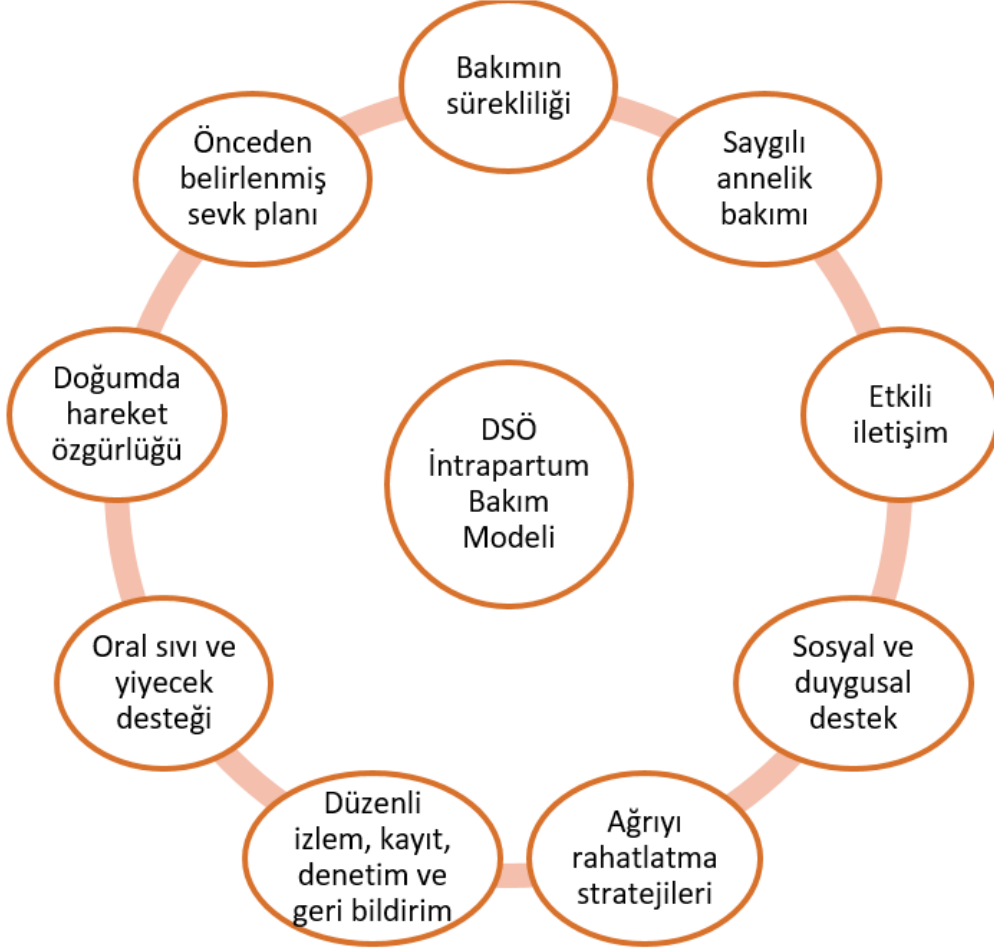 Bakımın
sürekliliği
Saygılı
annelik
bakımı
Etkili
iletişim
Sosyal ve
duygusal
destek
Ağrıyı
rahatlatma
stratejileri
Düzenli
izlem, kayıt,
denetim ve
geri bildirim
Oral sıvı ve
yiyecek
desteği
Doğumda
hareket
özgürlüğü
Önceden
belirlenmiş
sevk planı
DSÖ
İntrapartum
Bakım
Modeli